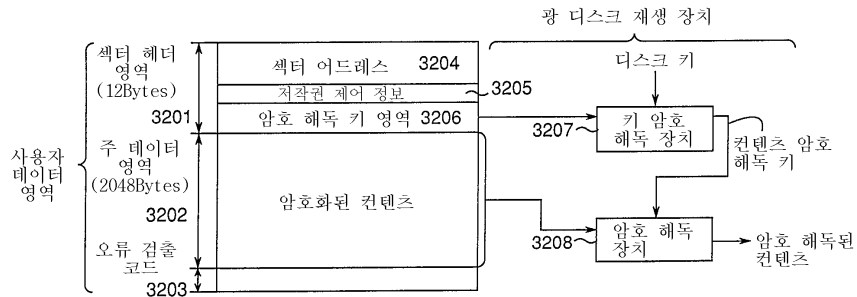 광 디스크 재생 장치
섹터 헤더
영역
(12Bytes)
3201
섹터 어드레스 3204
저작권 제어 정보
3205
암호 해독 키 영역 3206
디스크 키
3207
키 암호
해독 장치
컨텐츠 암호
해독 키
사용자
데이터
영역
주 데이터
영역
(2048Bytes)
3202
암호화된 컨텐츠
오류 검출
코드
3203
3208
암호 해독
장치
암호 해독된
컨텐츠